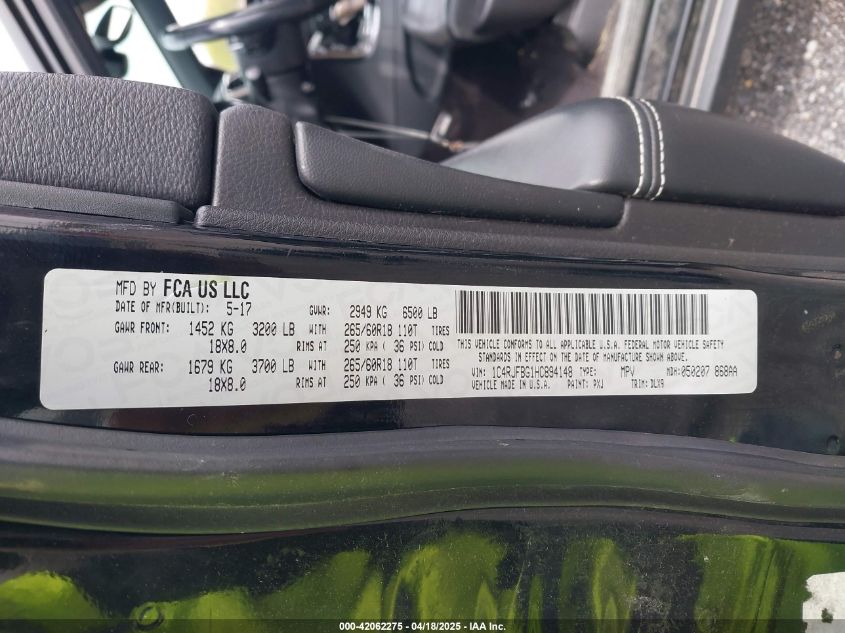 MFD BY FCA US LLC
DATE OF MFR(BUILT): 5-17 GVWR: 2949 KG 6500 LB
GAWR FRONT: 1452 KG 3200 LB WITH 265/60R18 110T TIRES
18X8.0 RIMS AT 250 KPA ( 36 PSI) COLD
GAWR REAR: 1679 KG 3700 LB WITH 265/60R18 110T TIRES
18X8.0 RIMS AT 250 KPA ( 36 PSI) COLD
THIS VEHICLE CONFORMS TO ALL APPLICABLE U.S.A. FEDERAL MOTOR VEHICLE SAFETY
STANDARDS IN EFFECT ON THE DATE OF MANUFACTURE SHOWN ABOVE.
VIN: 1C4RJFBG1HC894148 TYPE: MPV MDH: 050207 868AA
VEHICLE MADE IN U.S.A. PAINT: PXJ TRIM: DLX9
000-42062275 - 04/18/2025 - IAA Inc.